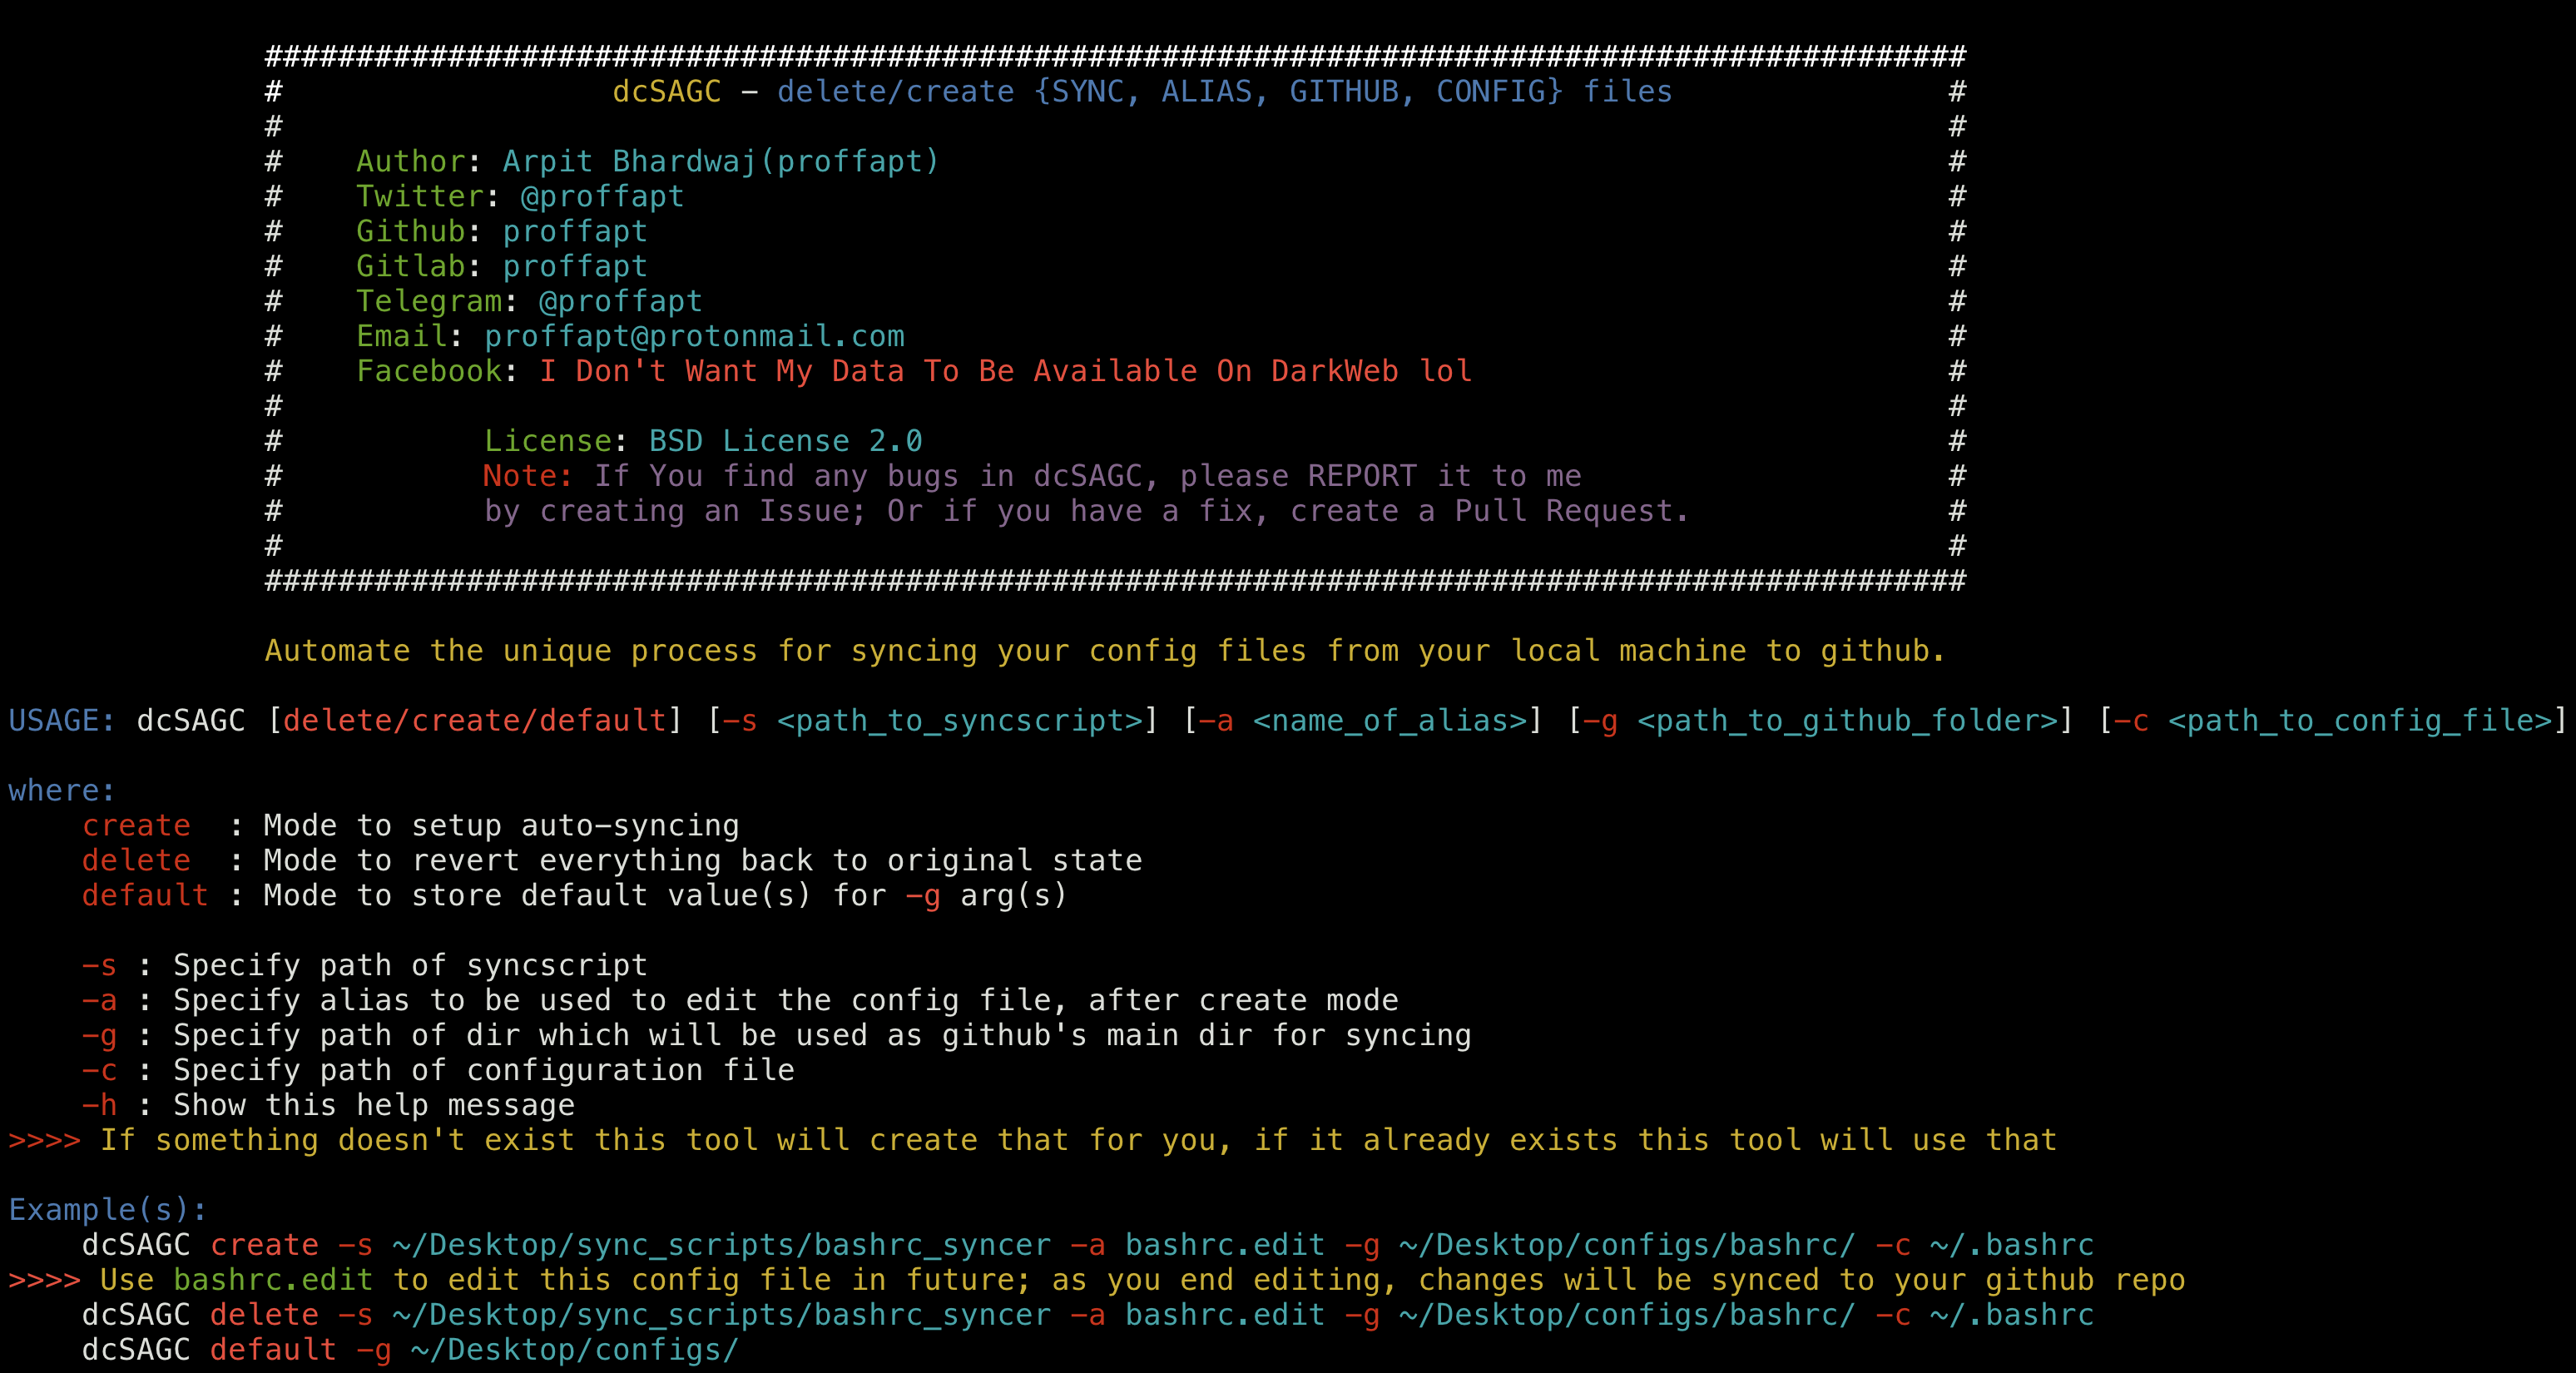 #############################################################################################
# dcSAGC - delete/create {SYNC, ALIAS, GITHUB, CONFIG} files #
# #
# Author: Arpit Bhardwaj(proffapt) #
# Twitter: @proffapt #
# Github: proffapt #
# Gitlab: proffapt #
# Telegram: @proffapt #
# Email: proffapt@protonmail.com #
# Facebook: I Don't Want My Data To Be Available On DarkWeb lol #
# #
# License: BSD License 2.0 #
# Note: If You find any bugs in dcSAGC, please REPORT it to me #
# by creating an Issue; Or if you have a fix, create a Pull Request. #
# #
#############################################################################################
Automate the unique process for syncing your config files from your local machine to github.
USAGE: dcSAGC [delete/create/default] [-s <path_to_syncscript>] [-a <name_of_alias>] [-g <path_to_github_folder>] [-c <path_to_config_file>]
where:
create : Mode to setup auto-syncing
delete : Mode to revert everything back to original state
default : Mode to store default value(s) for -g arg(s)
-s : Specify path of syncscript
-a : Specify alias to be used to edit the config file, after create mode
-g : Specify path of dir which will be used as github's main dir for syncing
-c : Specify path of configuration file
-h : Show this help message
>>>> If something doesn't exist this tool will create that for you, if it already exists this tool will use that
Example(s):
dcSAGC create -s ~/Desktop/sync_scripts/bashrc_syncer -a bashrc.edit -g ~/Desktop/configs/bashrc/ -c ~/.bashrc
>>>> Use bashrc.edit to edit this config file in future; as you end editing, changes will be synced to your github repo
dcSAGC delete -s ~/Desktop/sync_scripts/bashrc_syncer -a bashrc.edit -g ~/Desktop/configs/bashrc/ -c ~/.bashrc
dcSAGC default -g ~/Desktop/configs/